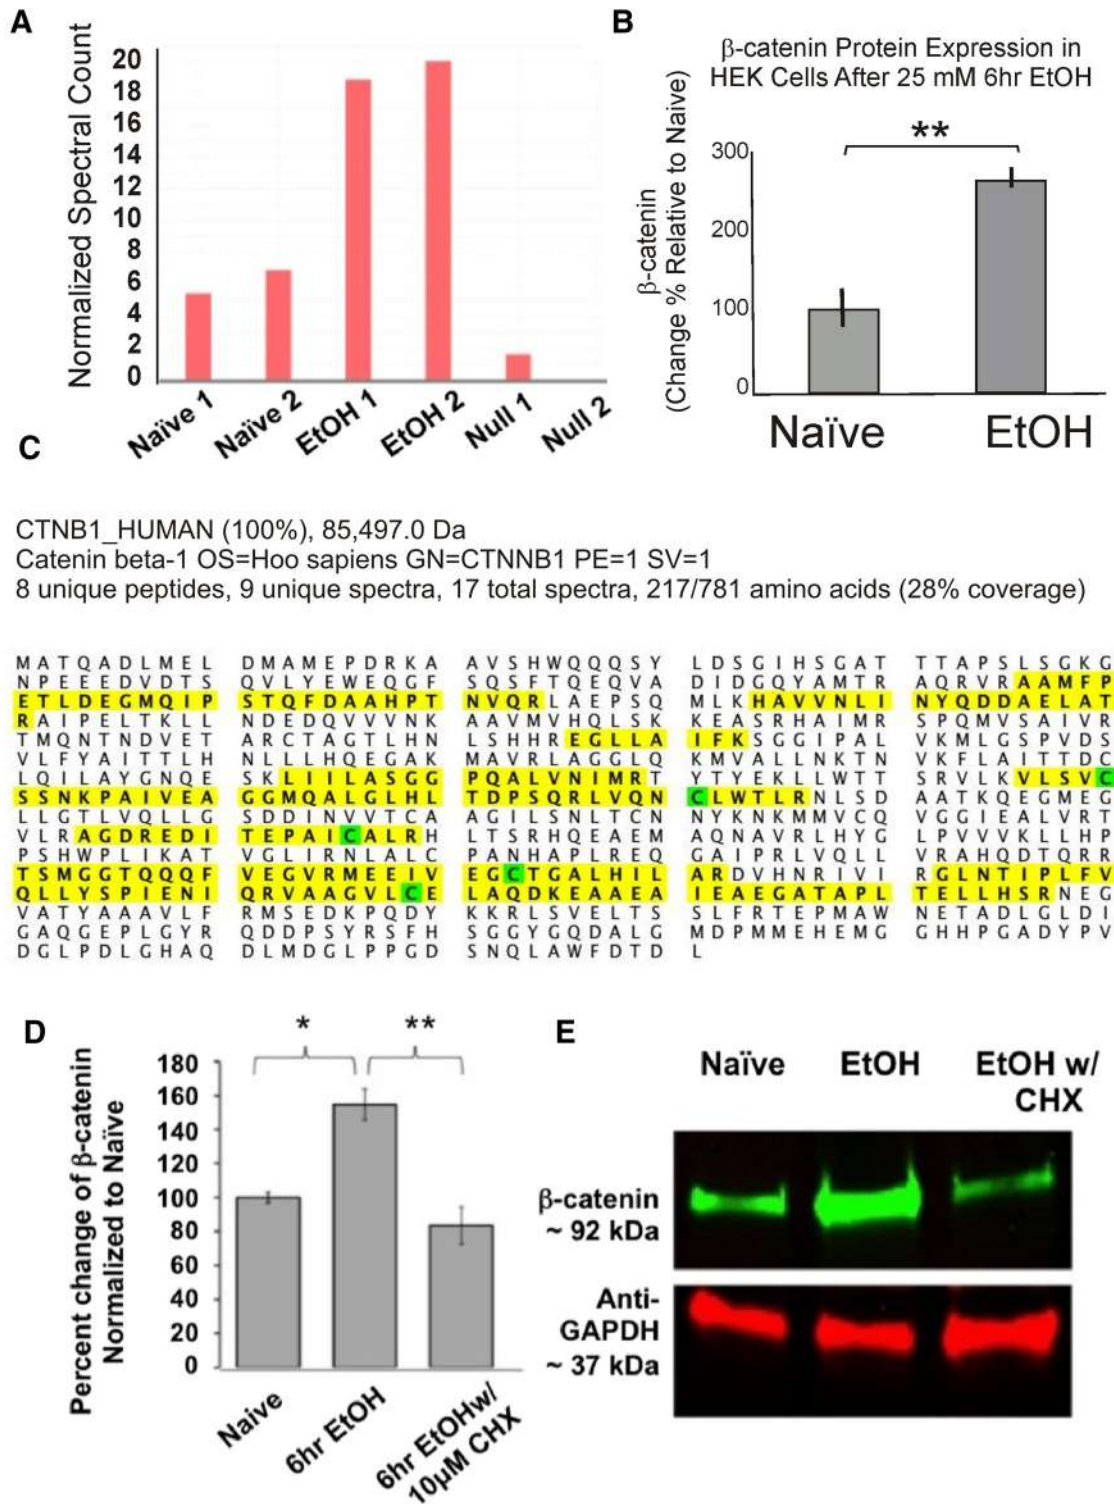 A
Normalized Spectral Count
20
18
16
14
12
10
8
6
4
2
0
Naïve 1
Naïve 2
EtOH 1
EtOH 2
Null 1
Null 2
B
β-catenin Protein Expression in
HEK Cells After 25 mM 6hr EtOH
β-catenin
(Change % Relative to Naive)
**
300
200
100
0
Naïve
EtOH
C
CTNB1_HUMAN (100%), 85,497.0 Da
Catenin beta-1 OS=Hoo sapiens GN=CTNNB1 PE=1 SV=1
8 unique peptides, 9 unique spectra, 17 total spectra, 217/781 amino acids (28% coverage)
MATQADLMEL DMAMEPDRKA AVSHWQQQSY LDSGIHSGAT TTAPSLSGKG
NPEEEDVDTS QVLYEWEQGF SQSFTQEQVA DIDGQYAMTR AQRVRAAMFP
ETLDEGMQIP STQFDAAHPT NVQRLAEPSQ MLKHAVVNLI NYQDDAELAT
RAIPELTKLL NDEDQVVVNK AAVMVHQLSK KEASRHAIMR SPQMVSAIVR
TMQNTNDVET ARCTAGTLHN LSHHREGLLA IFKSGGIPAL VKMLGSPVDS
VLFYAITTLH NLLLHQEGAK MAVRLAGGLQ KMVALLNKTN VKFLAITTDC
LQILAYGNQE SKLIILASGG PQALVNIMRT YTYEKLLWTT SRVLKVLSVC
SSNKPAIVEA GGMQALGLHL TDPSQRLVQN CLWTLRNLSD AATKQEGMEG
LLGTLVQLLG SDDINVVTCA AGILSNLTCN NYKNKMMVCQ VGGIEALVRT
VLRAGDREDI TEPAICALRH LTSRHQEAEM AQNAVRLHYG LPVVVKLLHP
PSHWPLIKAT VGLIRNLALC PANHAPLREQ GAIPRLVQLL VRAHQDTQRR
TSMGGTQQQF VEGVRMEEIV EGCTGALHIL ARDVHNRIVI RGLNTIPLFV
QLLYSPIENI QRVAAGVLCE LAQDKEAAEA IEAEGATAPL TELLHSRNEG
VATYAAAVLF RMSEDKPQDY KKRLSVELTS SLFRTEPMAW NETADLGLDI
GAQGEPLGYR QDDPSYRSFH SGGYGQDALG MDPMMEHEMG GHHPGADYPV
DGLPDLGHAQ DLMDGLPPGD SNQLAWFDTD L
D
Percent change of β-catenin
Normalized to Naïve
* **
180
160
140
120
100
80
60
40
20
0
Naive
6hr EtOH
6hr EtOHw/
10μM CHX
E
Naïve EtOH EtOH w/
CHX
β-catenin
~ 92 kDa
Anti-
GAPDH
~ 37 kDa